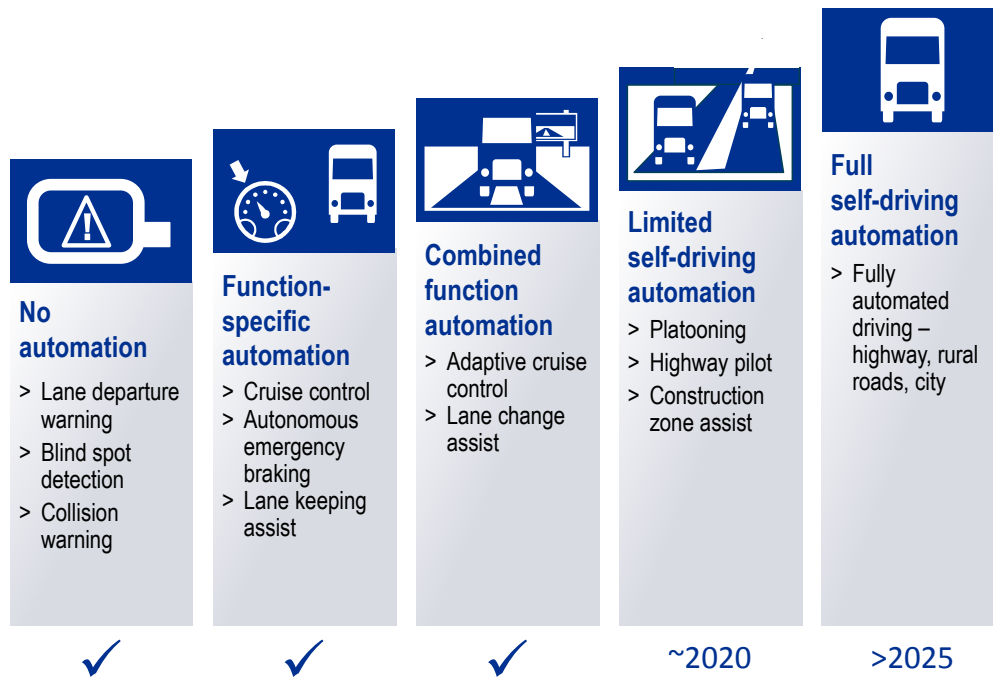 No
automation
> Lane departure
warning
> Blind spot
detection
> Collision
warning
✓
Function-
specific
automation
> Cruise control
> Autonomous
emergency
braking
> Lane keeping
assist
✓
Combined
function
automation
> Adaptive cruise
control
> Lane change
assist
✓
Limited
self-driving
automation
> Platooning
> Highway pilot
> Construction
zone assist
~2020
Full
self-driving
automation
> Fully
automated
driving –
highway, rural
roads, city
>2025